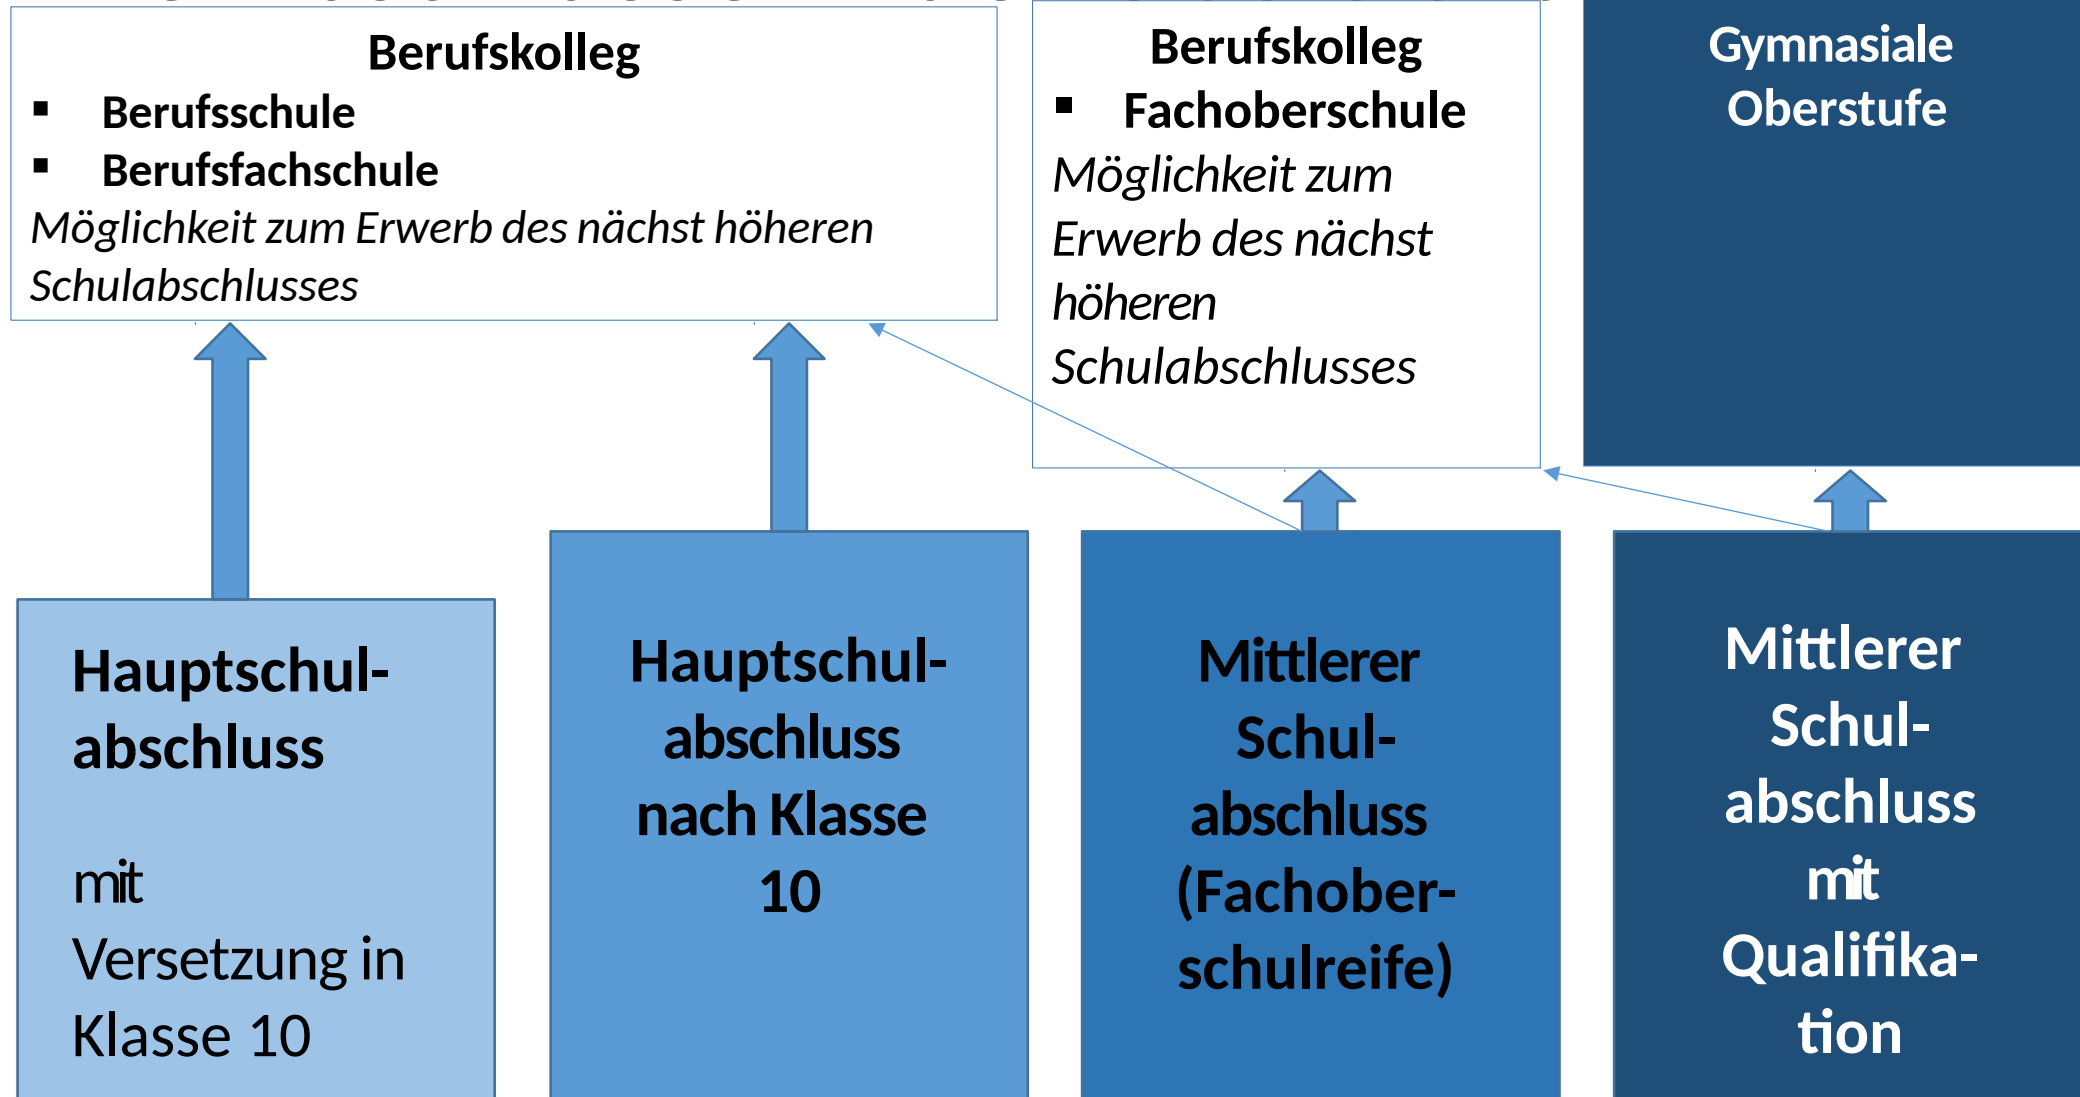 Berufskolleg
▪ Berufsschule
▪ Berufsfachschule
Möglichkeit zum Erwerb des nächst höheren
Schulabschlusses
Berufskolleg
▪ Fachoberschule
Möglichkeit zum
Erwerb des nächst
höheren
Schulabschlusses
Gymnasiale
Oberstufe
Hauptschul-
abschluss
mit
Versetzung in
Klasse 10
Hauptschul-
abschluss
nach Klasse
10
Mittlerer
Schul-
abschluss
(Fachober-
schulreife)
Mittlerer
Schul-
abschluss
mit
Qualifika-
tion